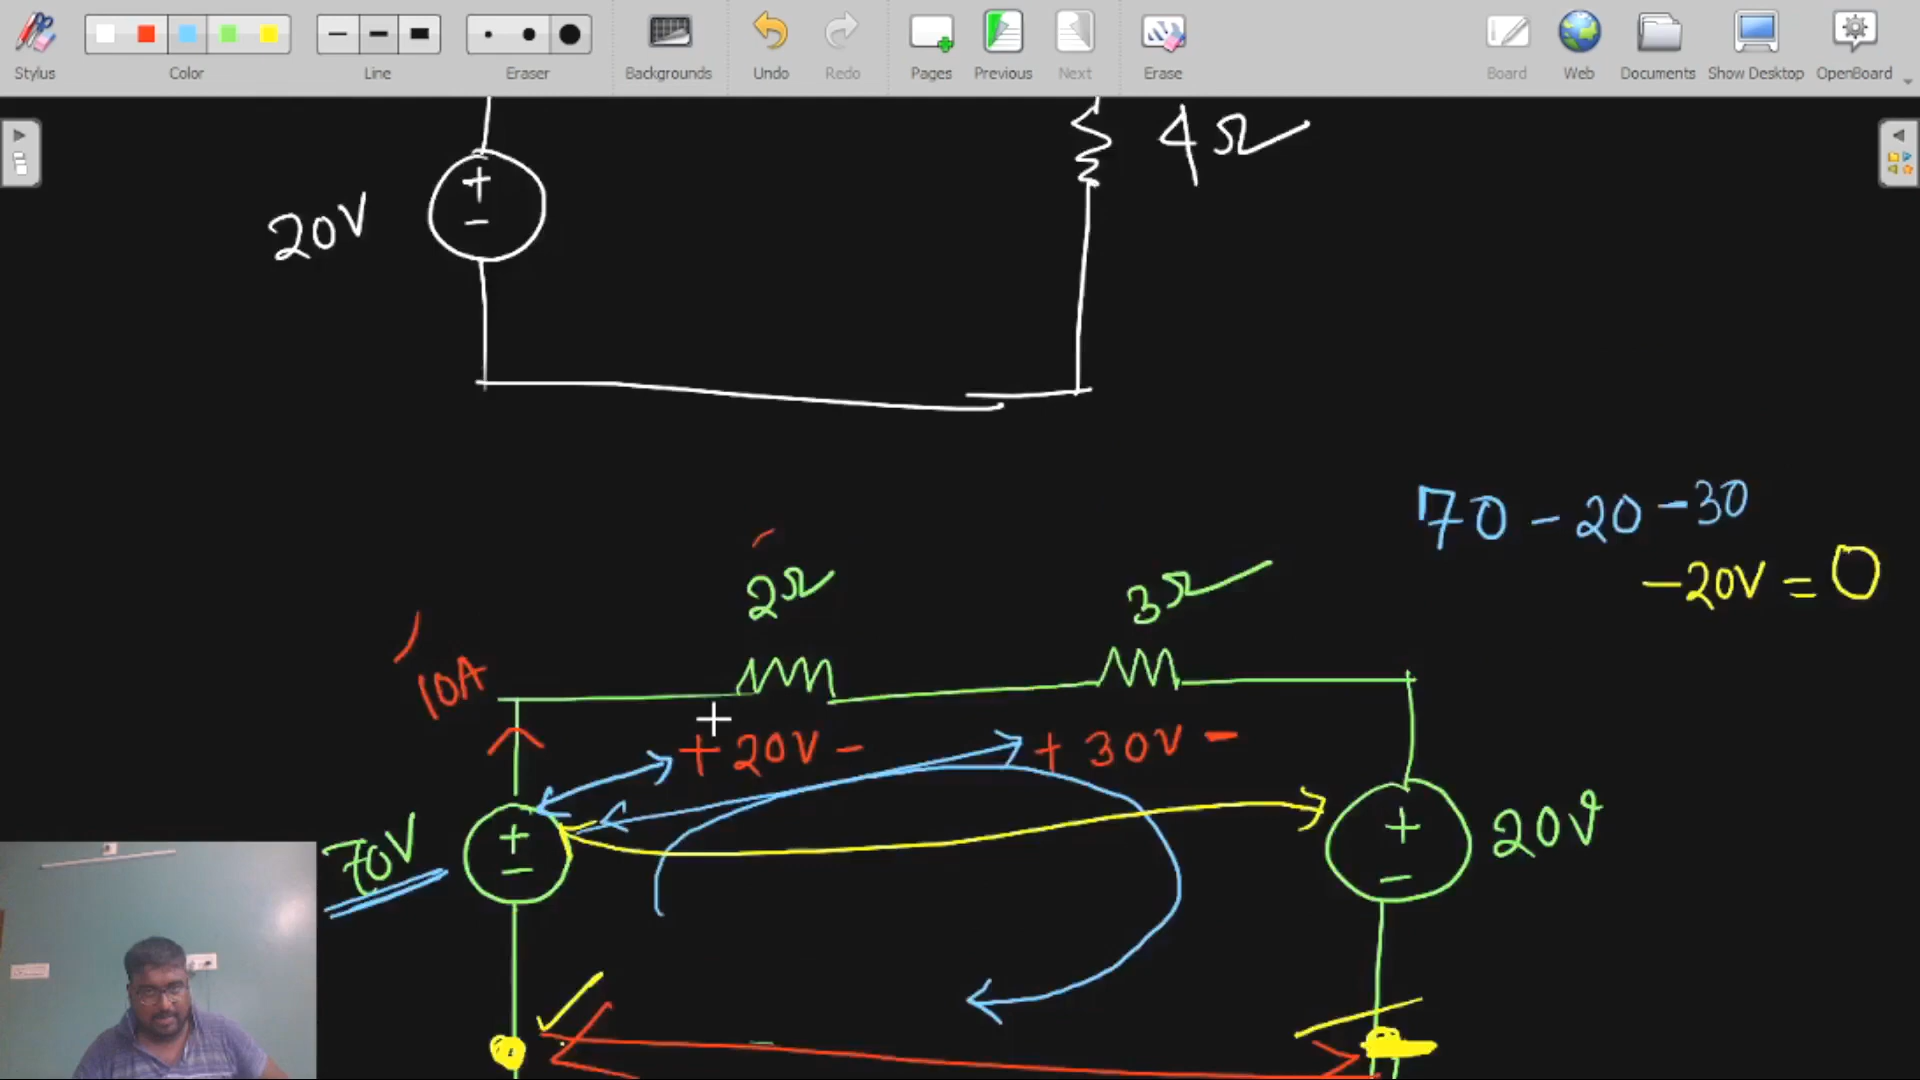 Stylus
Color
Line
Eraser
Backgrounds
Undo
Redo
Pages
Previous
Next
Erase
Board
Web
Documents
Show Desktop
OpenBoard
4Ω
+
20V
-
70 - 20 - 30
- 20V = 0
2Ω
3Ω
10A
+ 20V -
+ 30V -
70V
+
-
+
-
20V